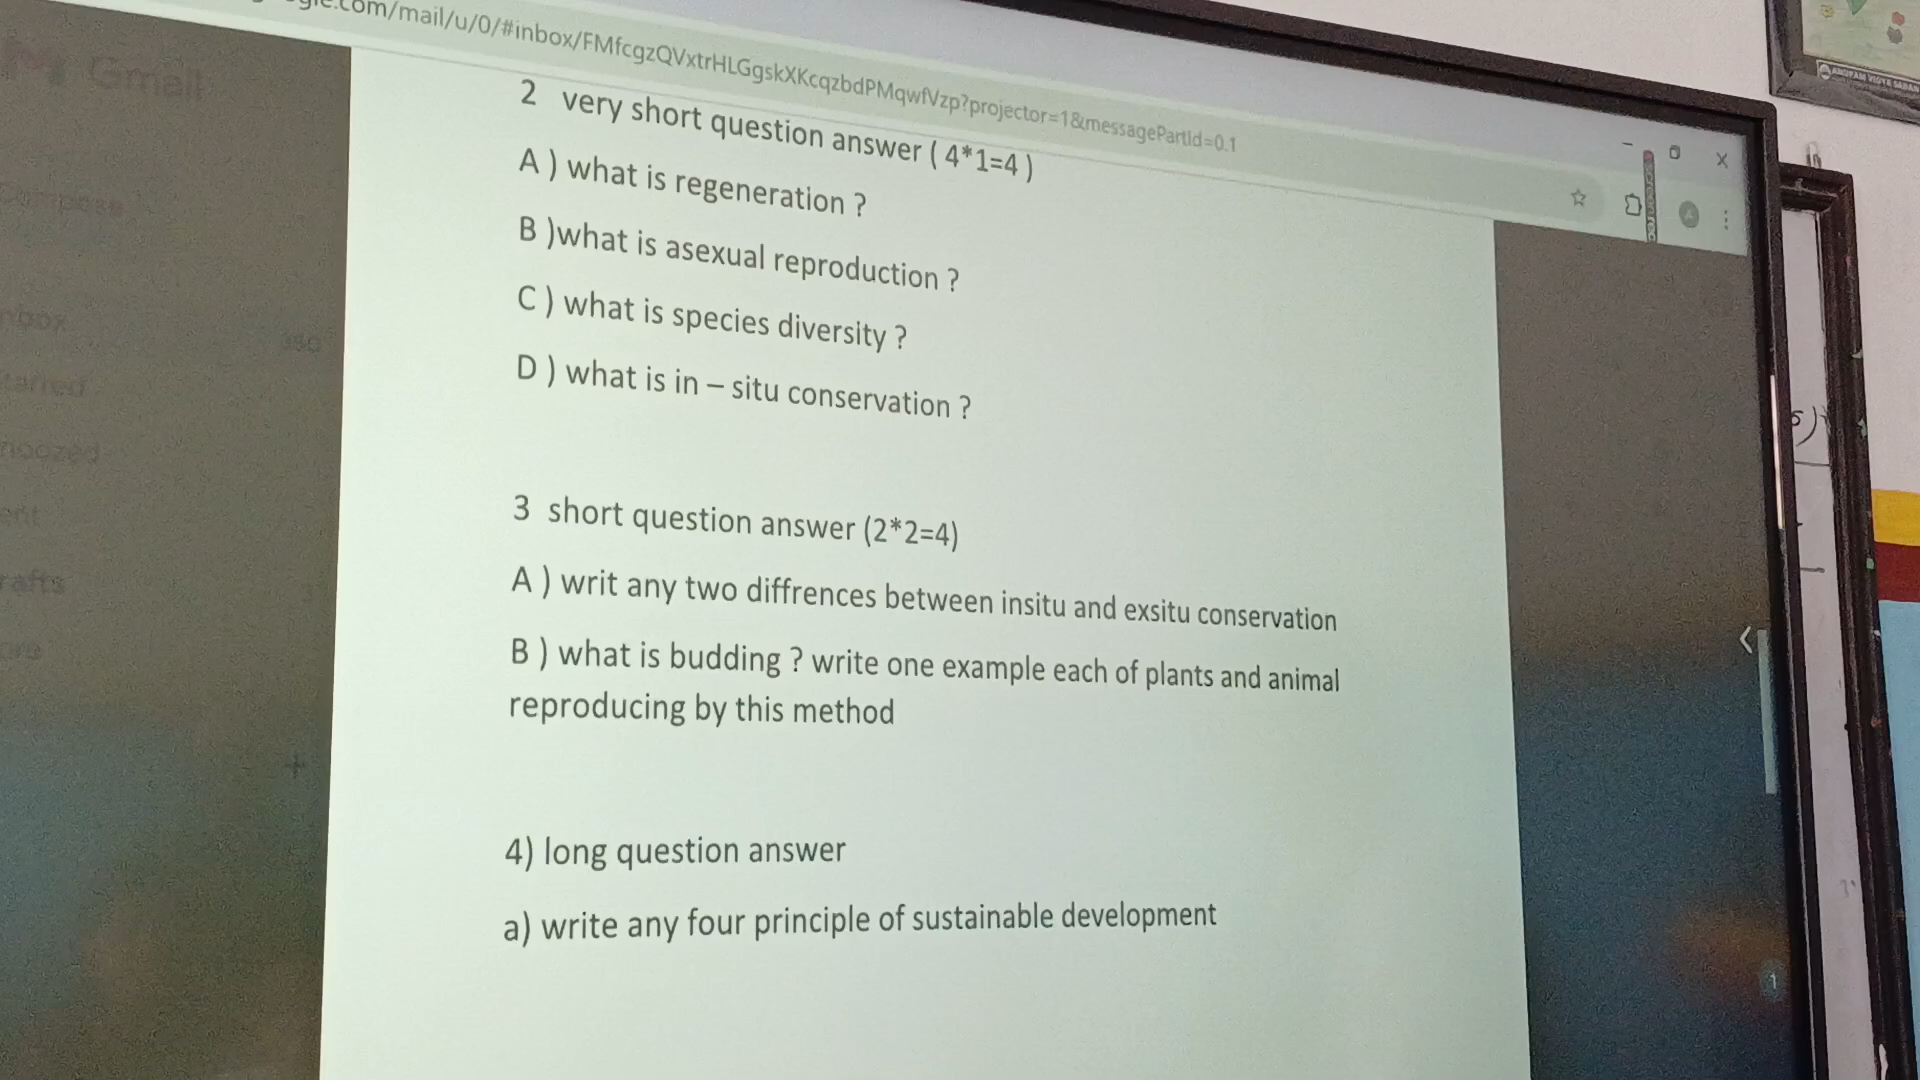 .com/mail/u/0/#inbox/FMfcgzQVxtrHLGgskXKcqzbdPMqwfVzp?projector=1&messagePartId=0.1
Gmail
2 very short question answer ( 4*1=4 )
A ) what is regeneration ?
Compose
B )what is asexual reproduction ?
C ) what is species diversity ?
D ) what is in – situ conservation ?
3 short question answer (2*2=4)
A ) writ any two diffrences between insitu and exsitu conservation
B ) what is budding ? write one example each of plants and animal
reproducing by this method
4) long question answer
a) write any four principle of sustainable development